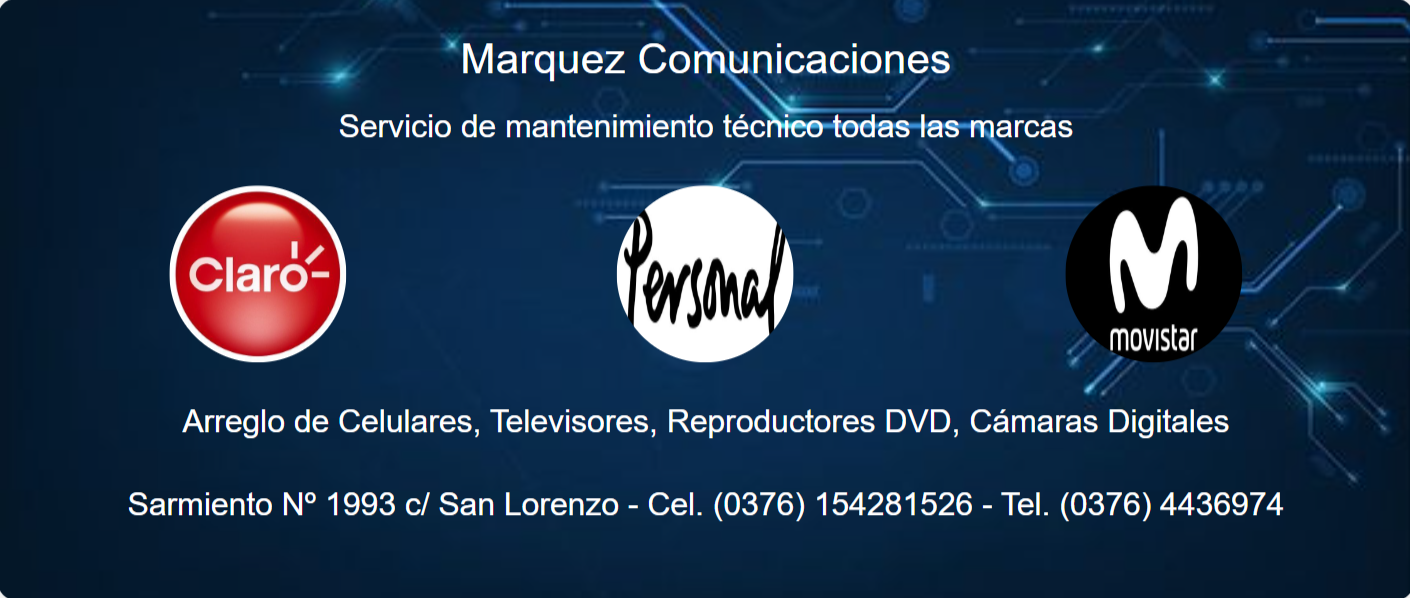 Marquez Comunicaciones
Servicio de mantenimiento técnico todas las marcas
Claro
Personal
movistar
Arreglo de Celulares, Televisores, Reproductores DVD, Cámaras Digitales
Sarmiento Nº 1993 c/ San Lorenzo - Cel. (0376) 154281526 - Tel. (0376) 4436974